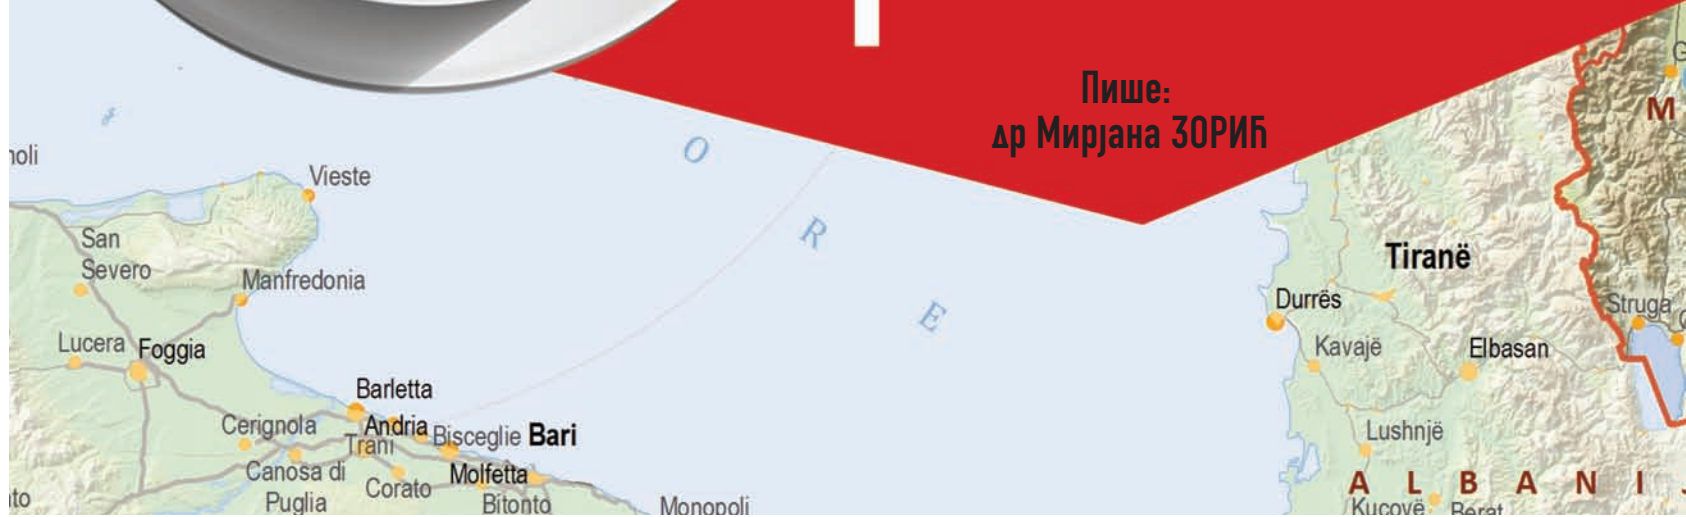 Пише:
др Мирјана ЗОРИЋ
O
R
E
M
Vieste
San
Severo
Manfredonia
Lucera
Foggia
Barletta
Cerignola
Andria
Trani
Bisceglie
Bari
Canosa di
Puglia
Corato
Molfetta
Bitonto
Monopoli
Tiranë
Durrës
Struga
Kavajë
Elbasan
Lushnjë
A L B A N I
Kuçovë
Berat